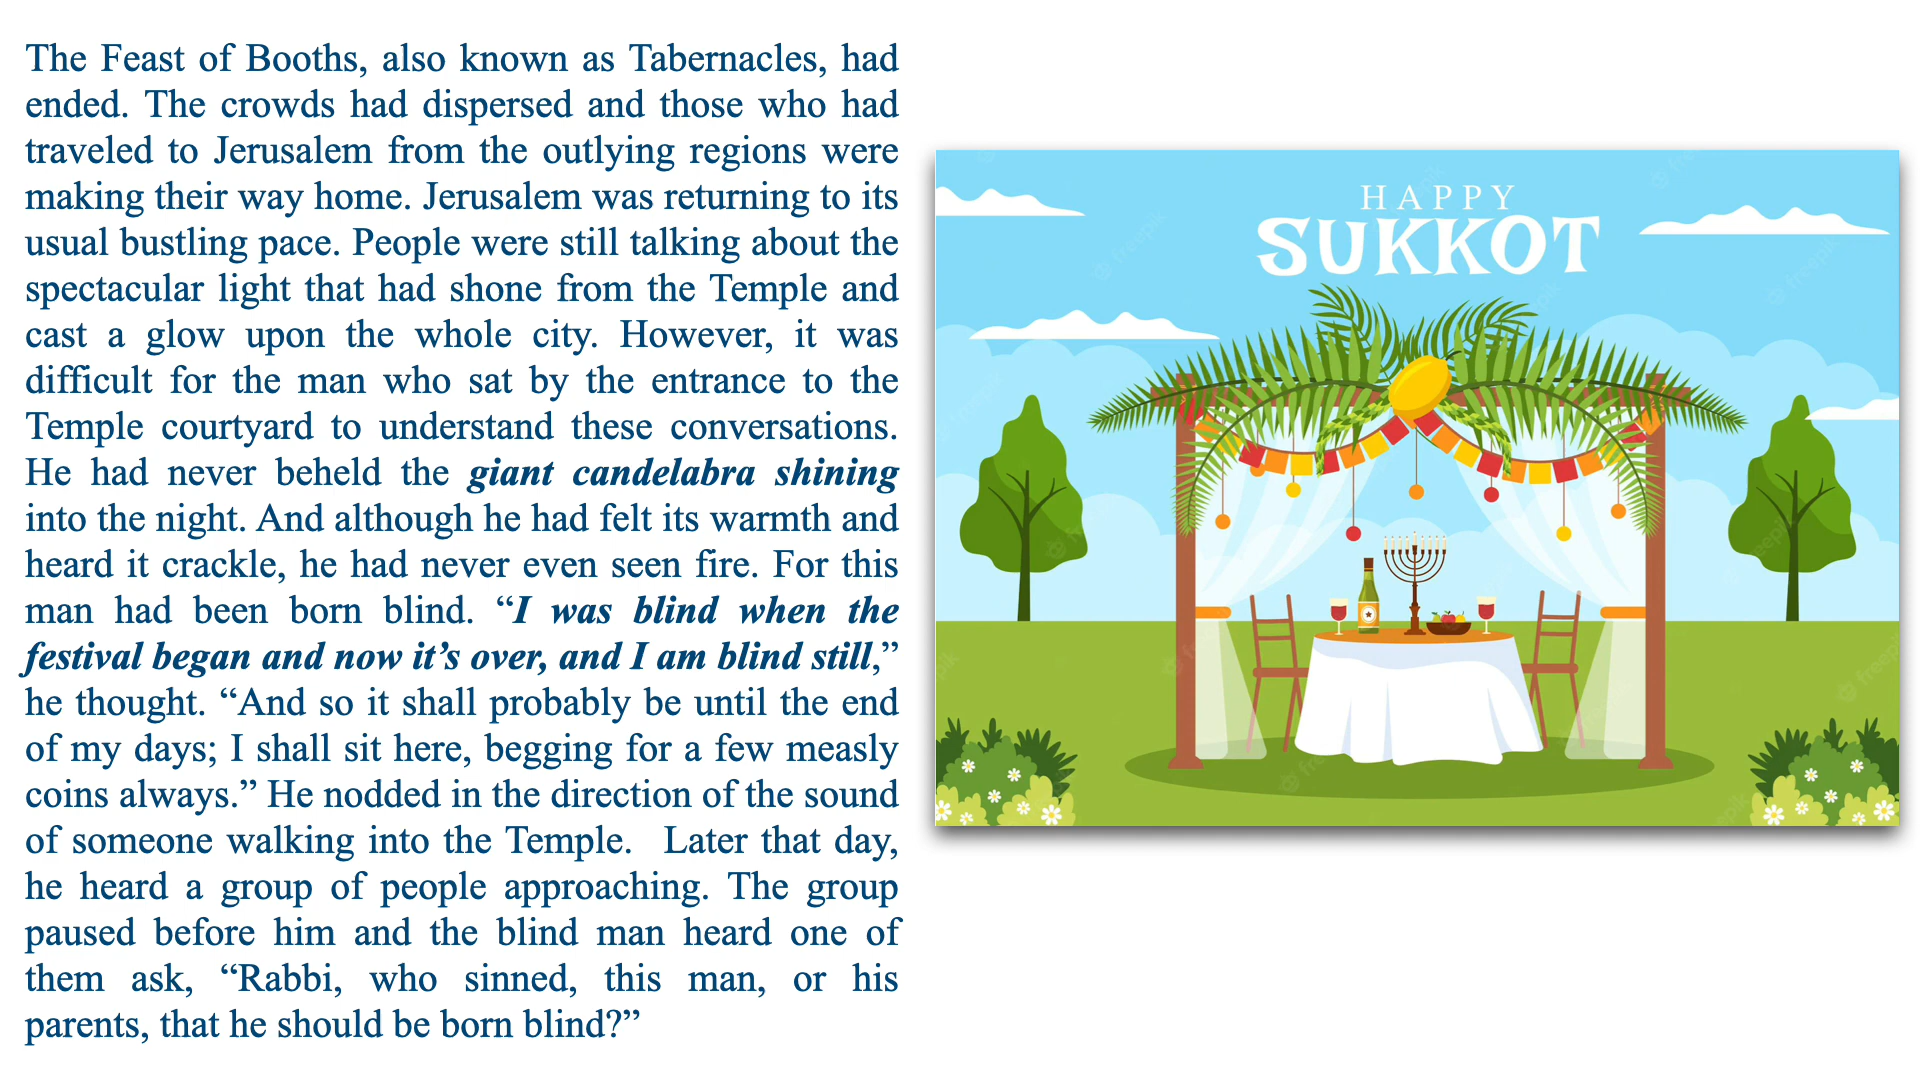 The Feast of Booths, also known as Tabernacles, had
ended. The crowds had dispersed and those who had
traveled to Jerusalem from the outlying regions were
making their way home. Jerusalem was returning to its
usual bustling pace. People were still talking about the
spectacular light that had shone from the Temple and
cast a glow upon the whole city. However, it was
difficult for the man who sat by the entrance to the
Temple courtyard to understand these conversations.
He had never beheld the giant candelabra shining
into the night. And although he had felt its warmth and
heard it crackle, he had never even seen fire. For this
man had been born blind. “I was blind when the
festival began and now it’s over, and I am blind still,”
he thought. “And so it shall probably be until the end
of my days; I shall sit here, begging for a few measly
coins always.” He nodded in the direction of the sound
of someone walking into the Temple. Later that day,
he heard a group of people approaching. The group
paused before him and the blind man heard one of
them ask, “Rabbi, who sinned, this man, or his
parents, that he should be born blind?”
HAPPY
SUKKOT